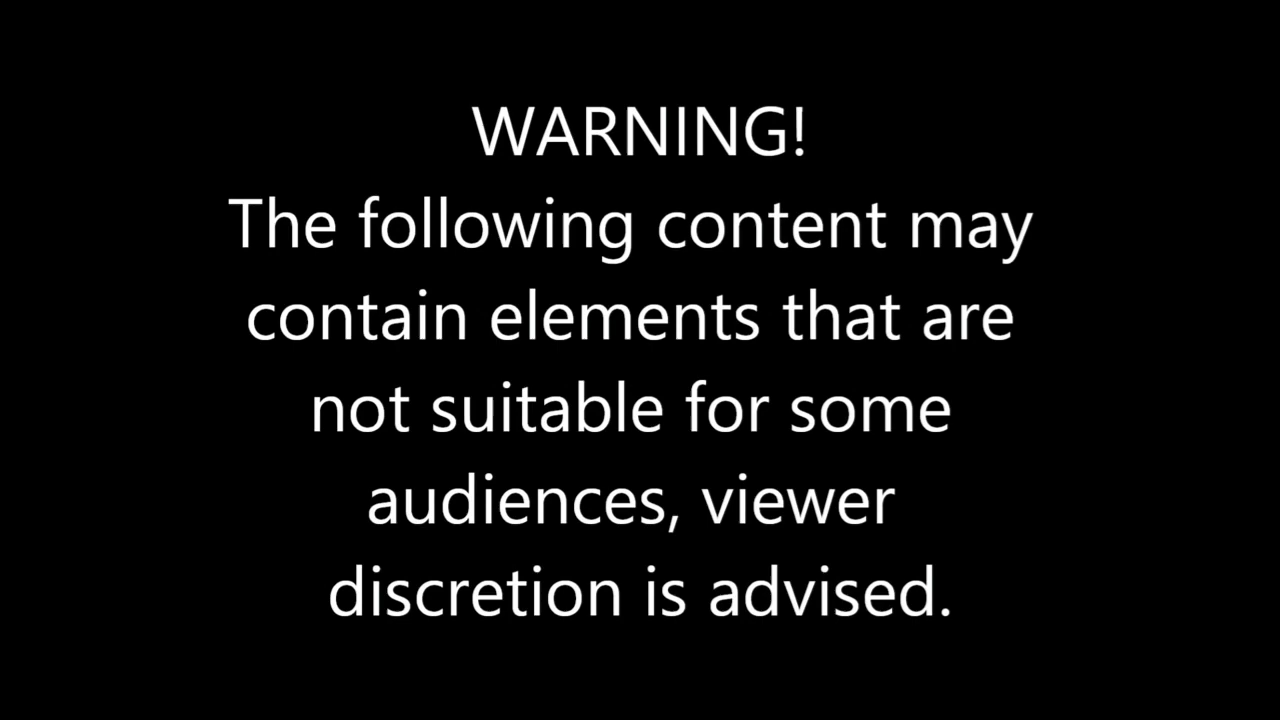 WARNING!
The following content may
contain elements that are
not suitable for some
audiences, viewer
discretion is advised.